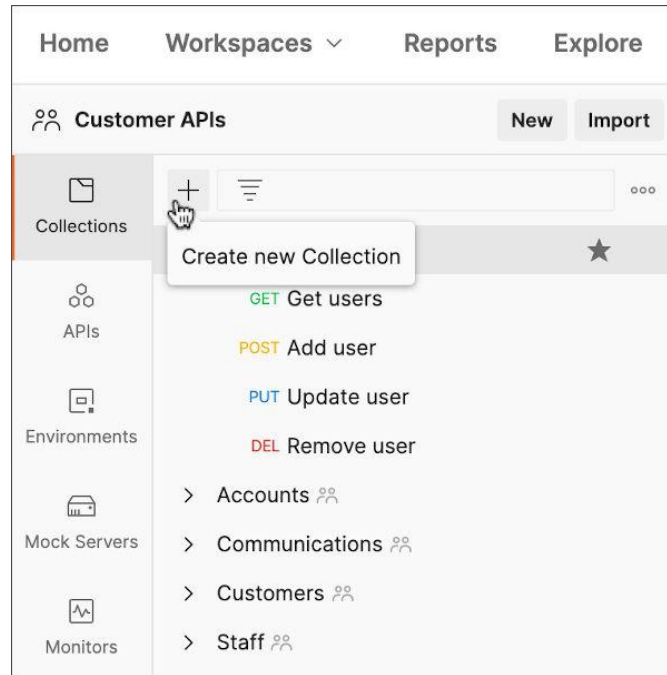 Home Workspaces Reports Explore
Customer APIs New Import
Collections
Create new Collection
GET Get users
APIs
POST Add user
PUT Update user
Environments
DEL Remove user
Accounts
Mock Servers
Communications
Customers
Monitors
Staff